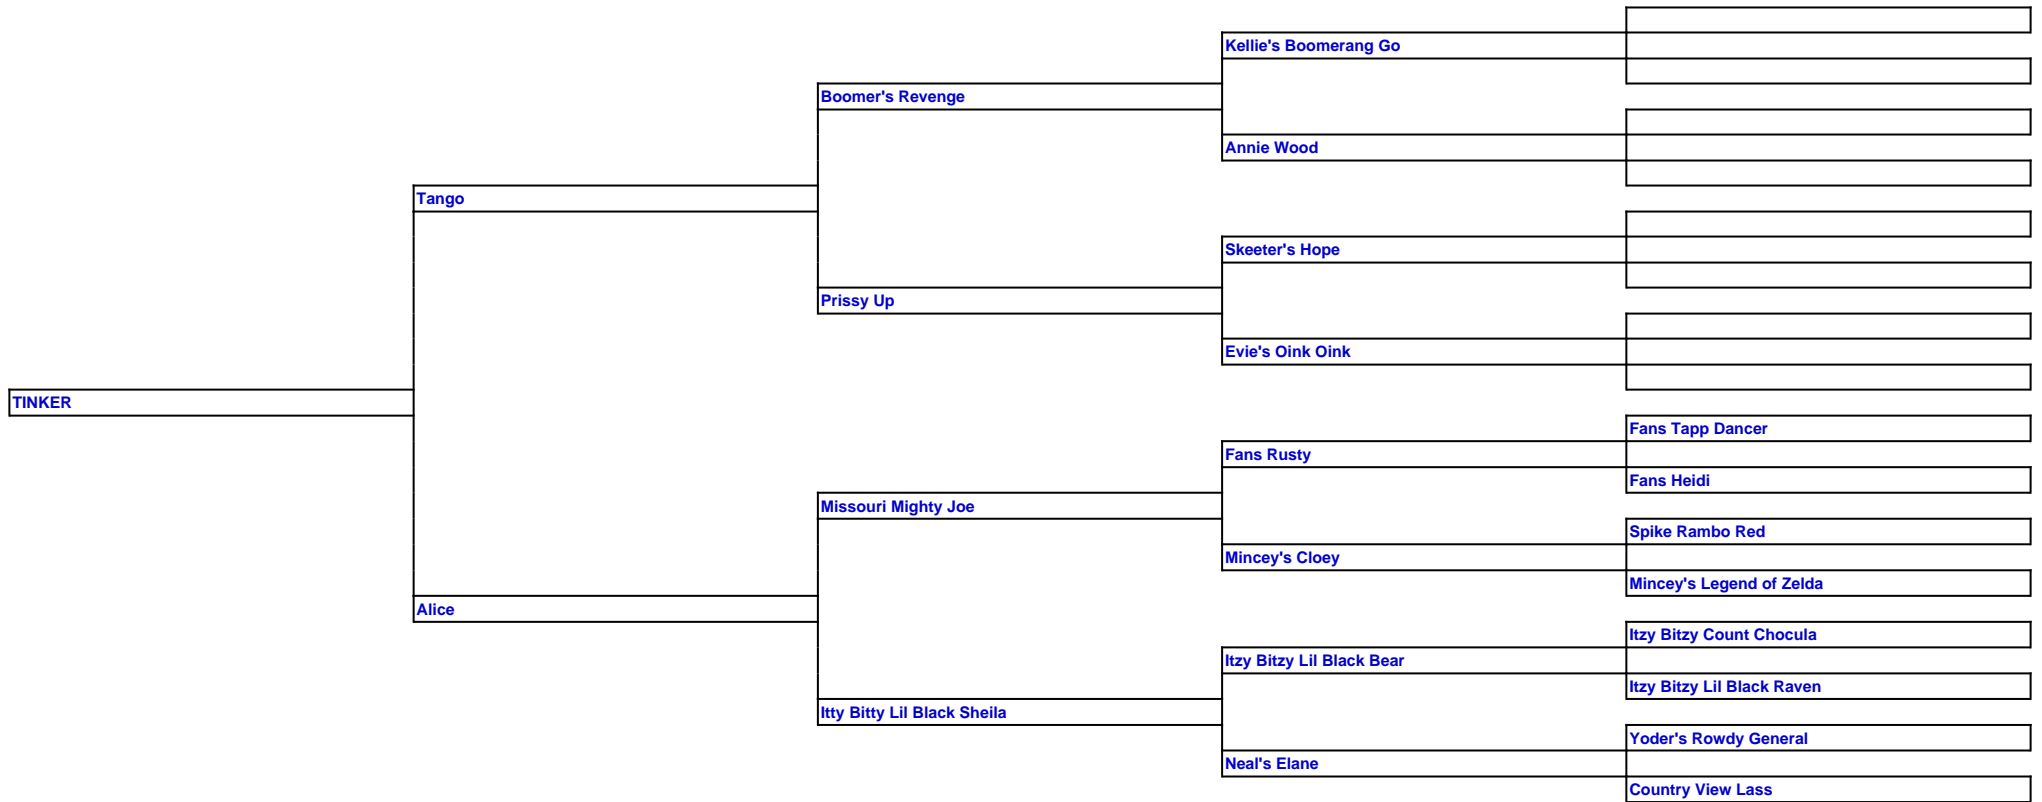 Kellie's Boomerang Go
Boomer's Revenge
Annie Wood
Tango
Skeeter's Hope
Prissy Up
Evie's Oink Oink
TINKER
Fans Tapp Dancer
Fans Rusty
Fans Heidi
Missouri Mighty Joe
Spike Rambo Red
Mincey's Cloey
Mincey's Legend of Zelda
Alice
Itzy Bitzy Count Chocula
Itzy Bitzy Lil Black Bear
Itzy Bitzy Lil Black Raven
Itty Bitty Lil Black Sheila
Yoder's Rowdy General
Neal's Elane
Country View Lass